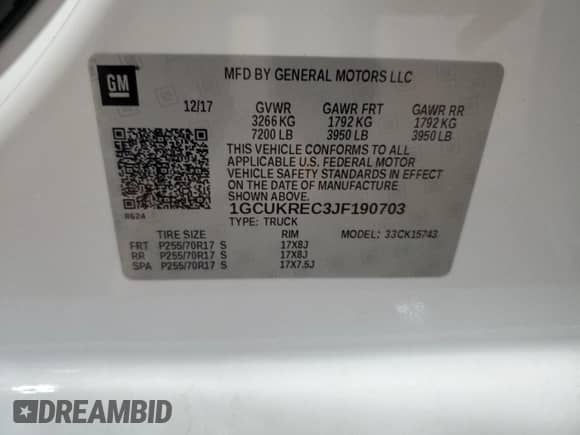 GM
MFD BY GENERAL MOTORS LLC
12/17 GVWR GAWR FRT GAWR RR
3266 KG 1792 KG 1792 KG
7200 LB 3950 LB 3950 LB
THIS VEHICLE CONFORMS TO ALL
APPLICABLE U.S. FEDERAL MOTOR
VEHICLE SAFETY STANDARDS IN EFFECT
ON THE DATE OF MANUFACTURE
SHOWN ABOVE.
1GCUKREC3JF190703
8624 TYPE: TRUCK
TIRE SIZE RIM MODEL: 33CK15743
FRT P255/70R17 S 17X8J
RR P255/70R17 S 17X8J
SPA P255/70R17 S 17X7.5J
DREAMBID